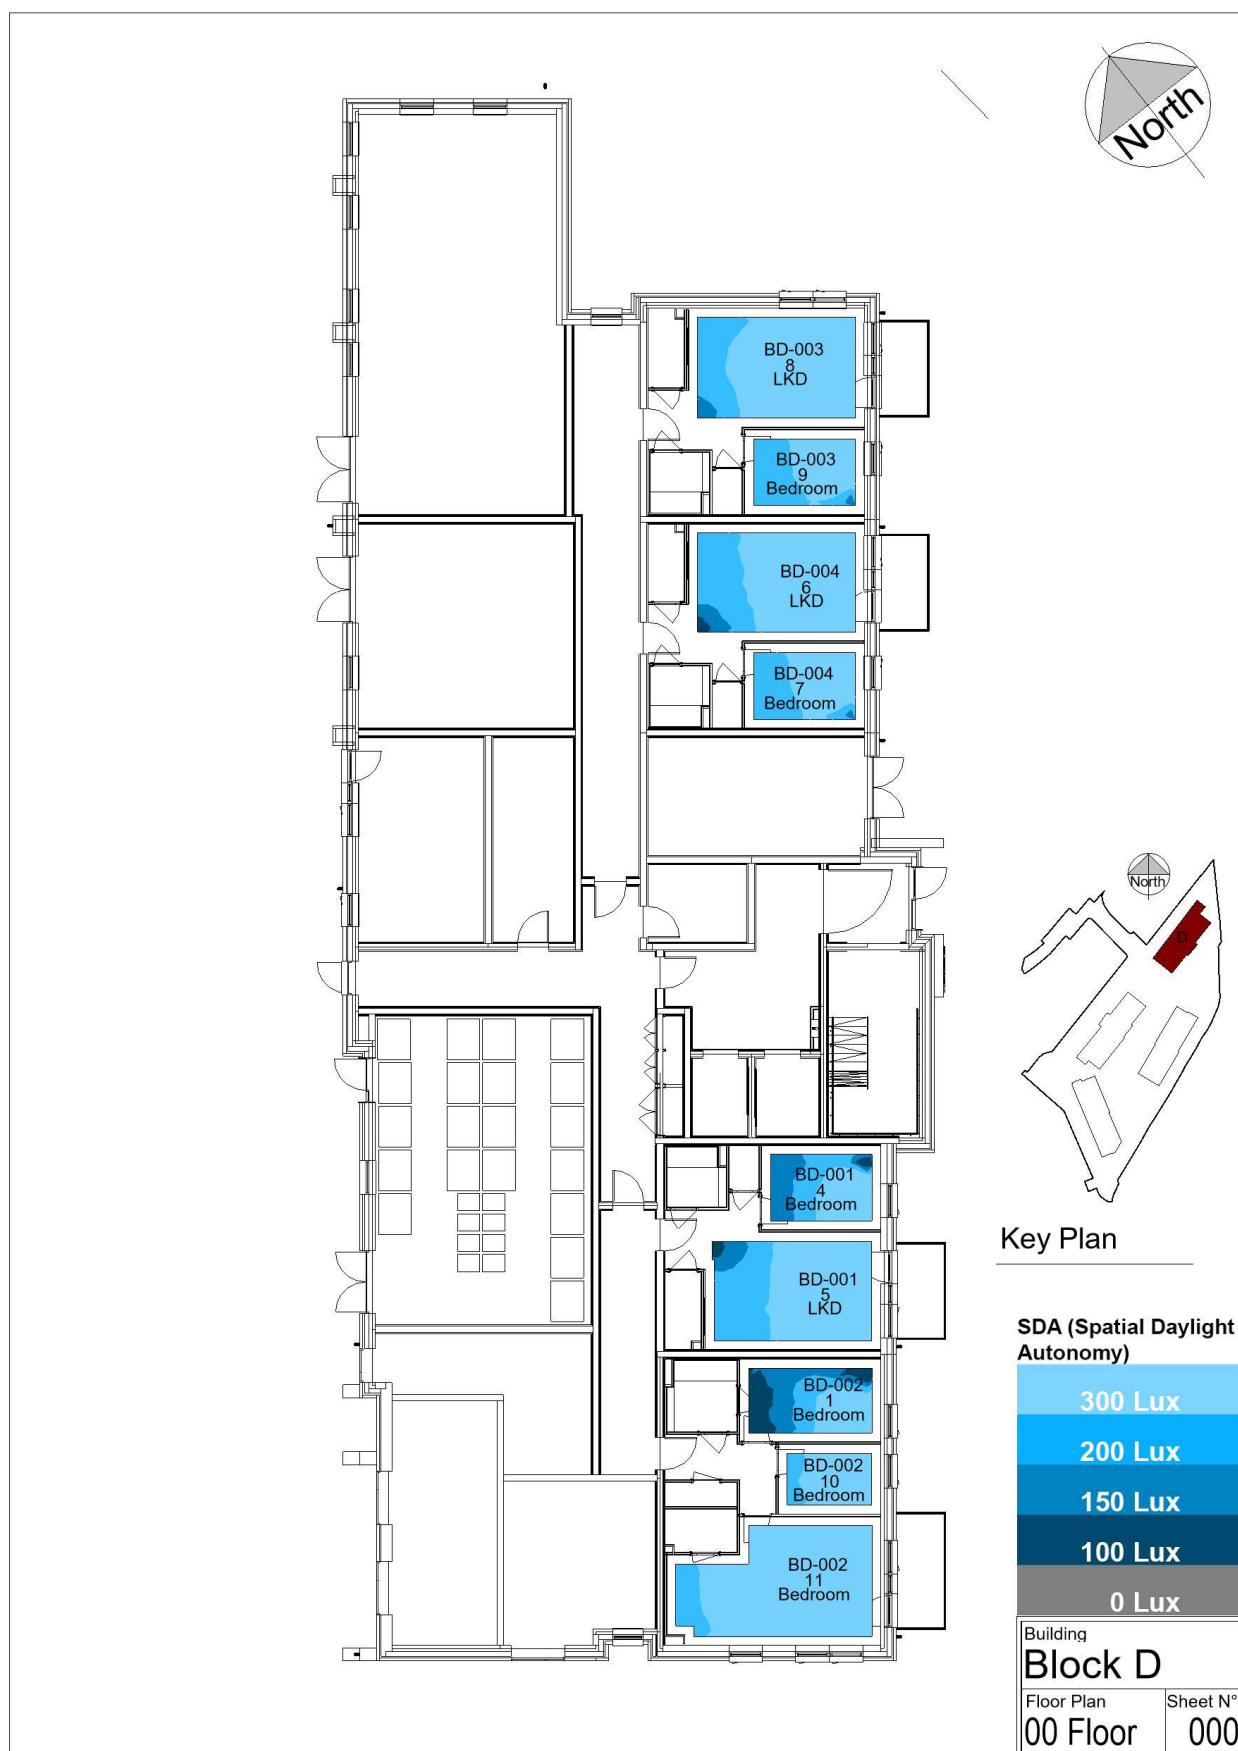 North
BD-003
8
LKD
BD-003
9
Bedroom
BD-004
6
LKD
BD-004
7
Bedroom
North
D
BD-001
4
Bedroom
BD-001
5
LKD
Key Plan
BD-002
1
Bedroom
BD-002
10
Bedroom
BD-002
11
Bedroom
SDA (Spatial Daylight
Autonomy)
300 Lux
200 Lux
150 Lux
100 Lux
0 Lux
Building
Block D
Floor Plan
Sheet N°
00 Floor
000